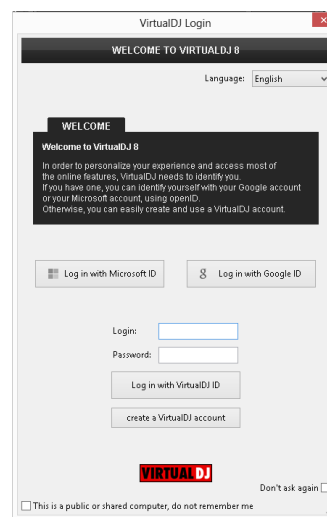 VirtualDJ Login
WELCOME TO VIRTUALDJ 8
Language: English
WELCOME
Welcome to VirtualDJ 8
In order to personalize your experience and access most of
the online features, VirtualDJ needs to identify you.
If you have one, you can identify yourself with your Google account
or your Microsoft account, using openID.
Otherwise, you can easily create and use a VirtualDJ account.
Log in with Microsoft ID
g Log in with Google ID
Login:
Password:
Log in with VirtualDJ ID
create a VirtualDJ account
VIRTUAL DJ
Don't ask again
This is a public or shared computer, do not remember me